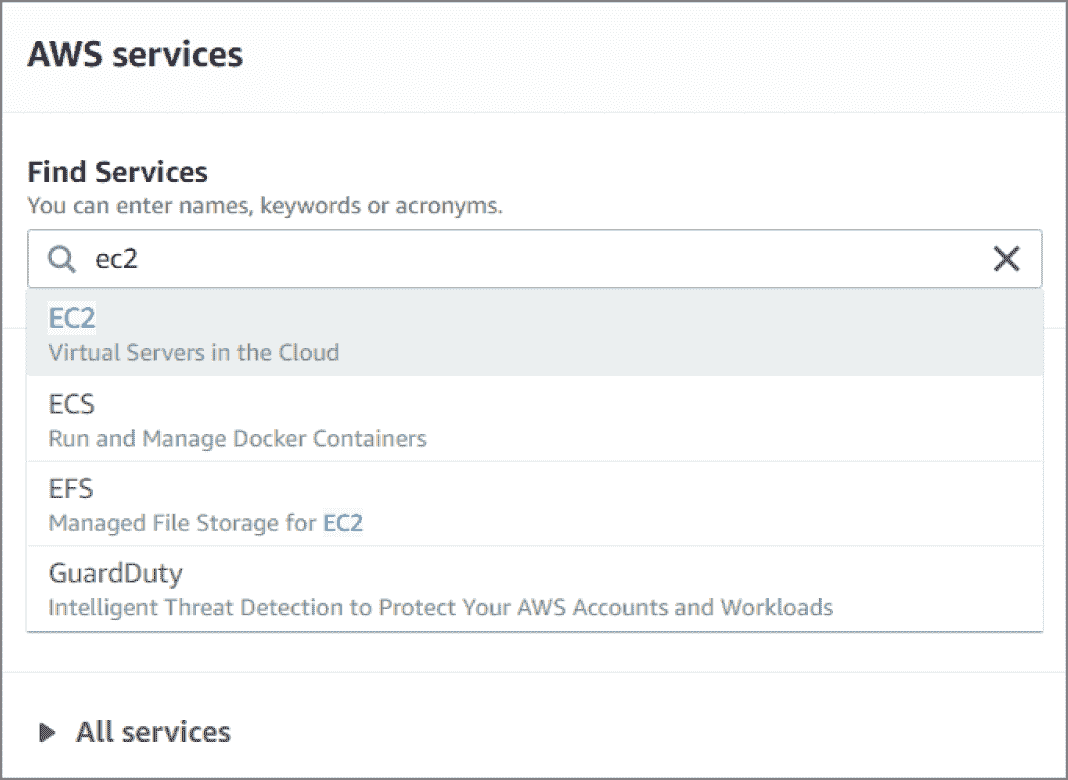 AWS services
Find Services
You can enter names, keywords or acronyms.
ec2
EC2
Virtual Servers in the Cloud
ECS
Run and Manage Docker Containers
EFS
Managed File Storage for EC2
GuardDuty
Intelligent Threat Detection to Protect Your AWS Accounts and Workloads
All services